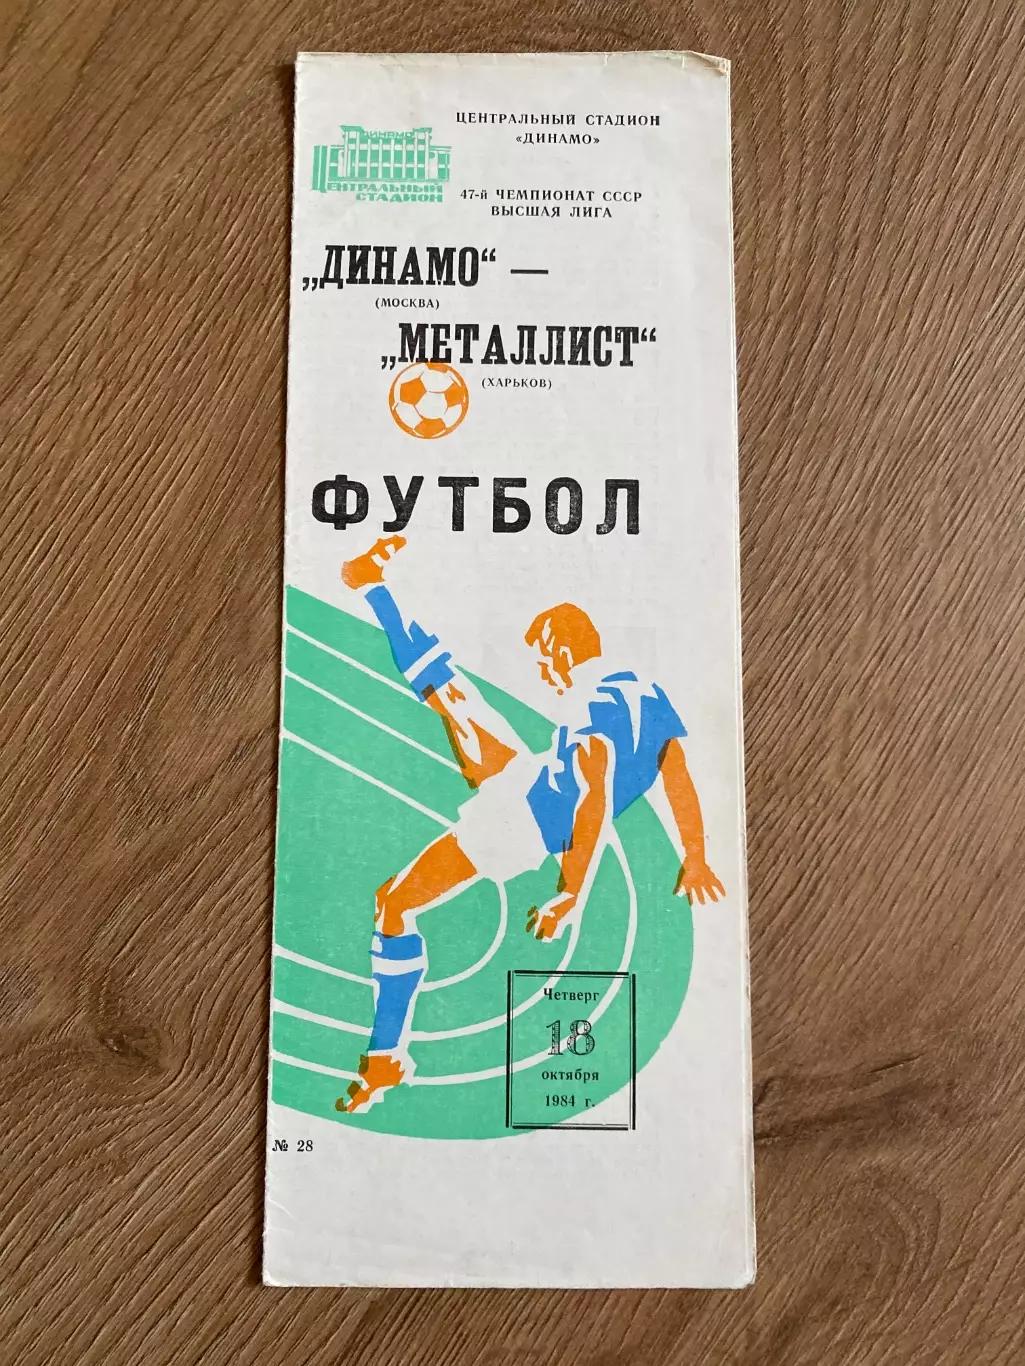 ЦЕНТРАЛЬНЫЙ СТАДИОН
«ДИНАМО»
ДИНАМО
ЦЕНТРАЛЬНЫЙ
СТАДИОН
47-й ЧЕМПИОНАТ СССР
ВЫСШАЯ ЛИГА
„ДИНАМО“ —
(МОСКВА)
„МЕТАЛЛИСТ“
(ХАРЬКОВ)
ФУТБОЛ
Четверг
18
октября
1984 г.
№ 28